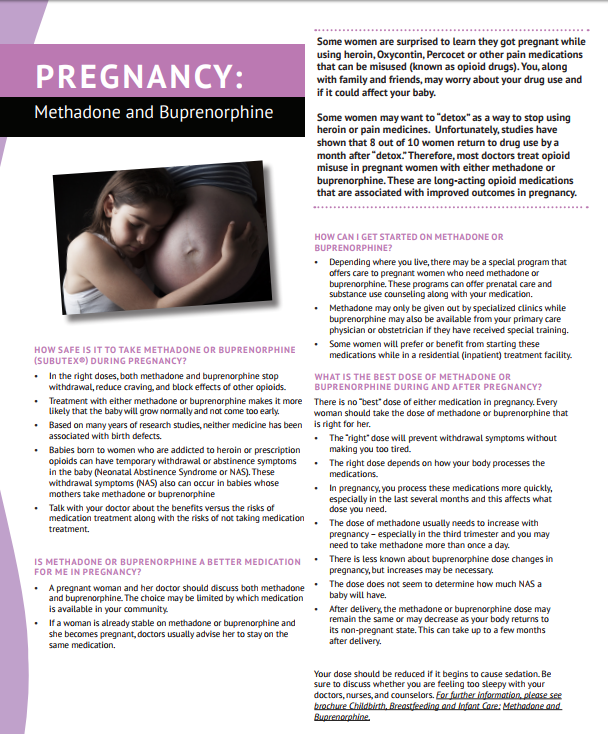 PREGNANCY:
Methadone and Buprenorphine
HOW SAFE IS IT TO TAKE METHADONE OR BUPRENORPHINE
(SUBUTEX®) DURING PREGNANCY?
• In the right doses, both methadone and buprenorphine stop
withdrawal, reduce craving, and block effects of other opioids.
• Treatment with either methadone or buprenorphine makes it more
likely that the baby will grow normally and not come too early.
• Based on many years of research studies, neither medicine has been
associated with birth defects.
• Babies born to women who are addicted to heroin or prescription
opioids can have temporary withdrawal or abstinence symptoms
in the baby (Neonatal Abstinence Syndrome or NAS). These
withdrawal symptoms (NAS) also can occur in babies whose
mothers take methadone or buprenorphine
• Talk with your doctor about the benefits versus the risks of
medication treatment along with the risks of not taking medication
treatment.
IS METHADONE OR BUPRENORPHINE A BETTER MEDICATION
FOR ME IN PREGNANCY?
• A pregnant woman and her doctor should discuss both methadone
and buprenorphine. The choice may be limited by which medication
is available in your community.
• If a woman is already stable on methadone or buprenorphine and
she becomes pregnant, doctors usually advise her to stay on the
same medication.
Some women are surprised to learn they got pregnant while
using heroin, Oxycontin, Percocet or other pain medications
that can be misused (known as opioid drugs). You, along
with family and friends, may worry about your drug use and
if it could affect your baby.
Some women may want to “detox” as a way to stop using
heroin or pain medicines. Unfortunately, studies have
shown that 8 out of 10 women return to drug use by a
month after “detox.” Therefore, most doctors treat opioid
misuse in pregnant women with either methadone or
buprenorphine. These are long-acting opioid medications
that are associated with improved outcomes in pregnancy.
HOW CAN I GET STARTED ON METHADONE OR
BUPRENORPHINE?
• Depending where you live, there may be a special program that
offers care to pregnant women who need methadone or
buprenorphine. These programs can offer prenatal care and
substance use counseling along with your medication.
• Methadone may only be given out by specialized clinics while
buprenorphine may also be available from your primary care
physician or obstetrician if they have received special training.
• Some women will prefer or benefit from starting these
medications while in a residential (inpatient) treatment facility.
WHAT IS THE BEST DOSE OF METHADONE OR
BUPRENORPHINE DURING AND AFTER PREGNANCY?
There is no “best” dose of either medication in pregnancy. Every
woman should take the dose of methadone or buprenorphine that
is right for her.
• The “right” dose will prevent withdrawal symptoms without
making you too tired.
• The right dose depends on how your body processes the
medications.
• In pregnancy, you process these medications more quickly,
especially in the last several months and this affects what
dose you need.
• The dose of methadone usually needs to increase with
pregnancy – especially in the third trimester and you may
need to take methadone more than once a day.
• There is less known about buprenorphine dose changes in
pregnancy, but increases may be necessary.
• The dose does not seem to determine how much NAS a
baby will have.
• After delivery, the methadone or buprenorphine dose may
remain the same or may decrease as your body returns to
its non-pregnant state. This can take up to a few months
after delivery.
Your dose should be reduced if it begins to cause sedation. Be
sure to discuss whether you are feeling too sleepy with your
doctors, nurses, and counselors. For further information, please see
brochure Childbirth, Breastfeeding and Infant Care: Methadone and
Buprenorphine.